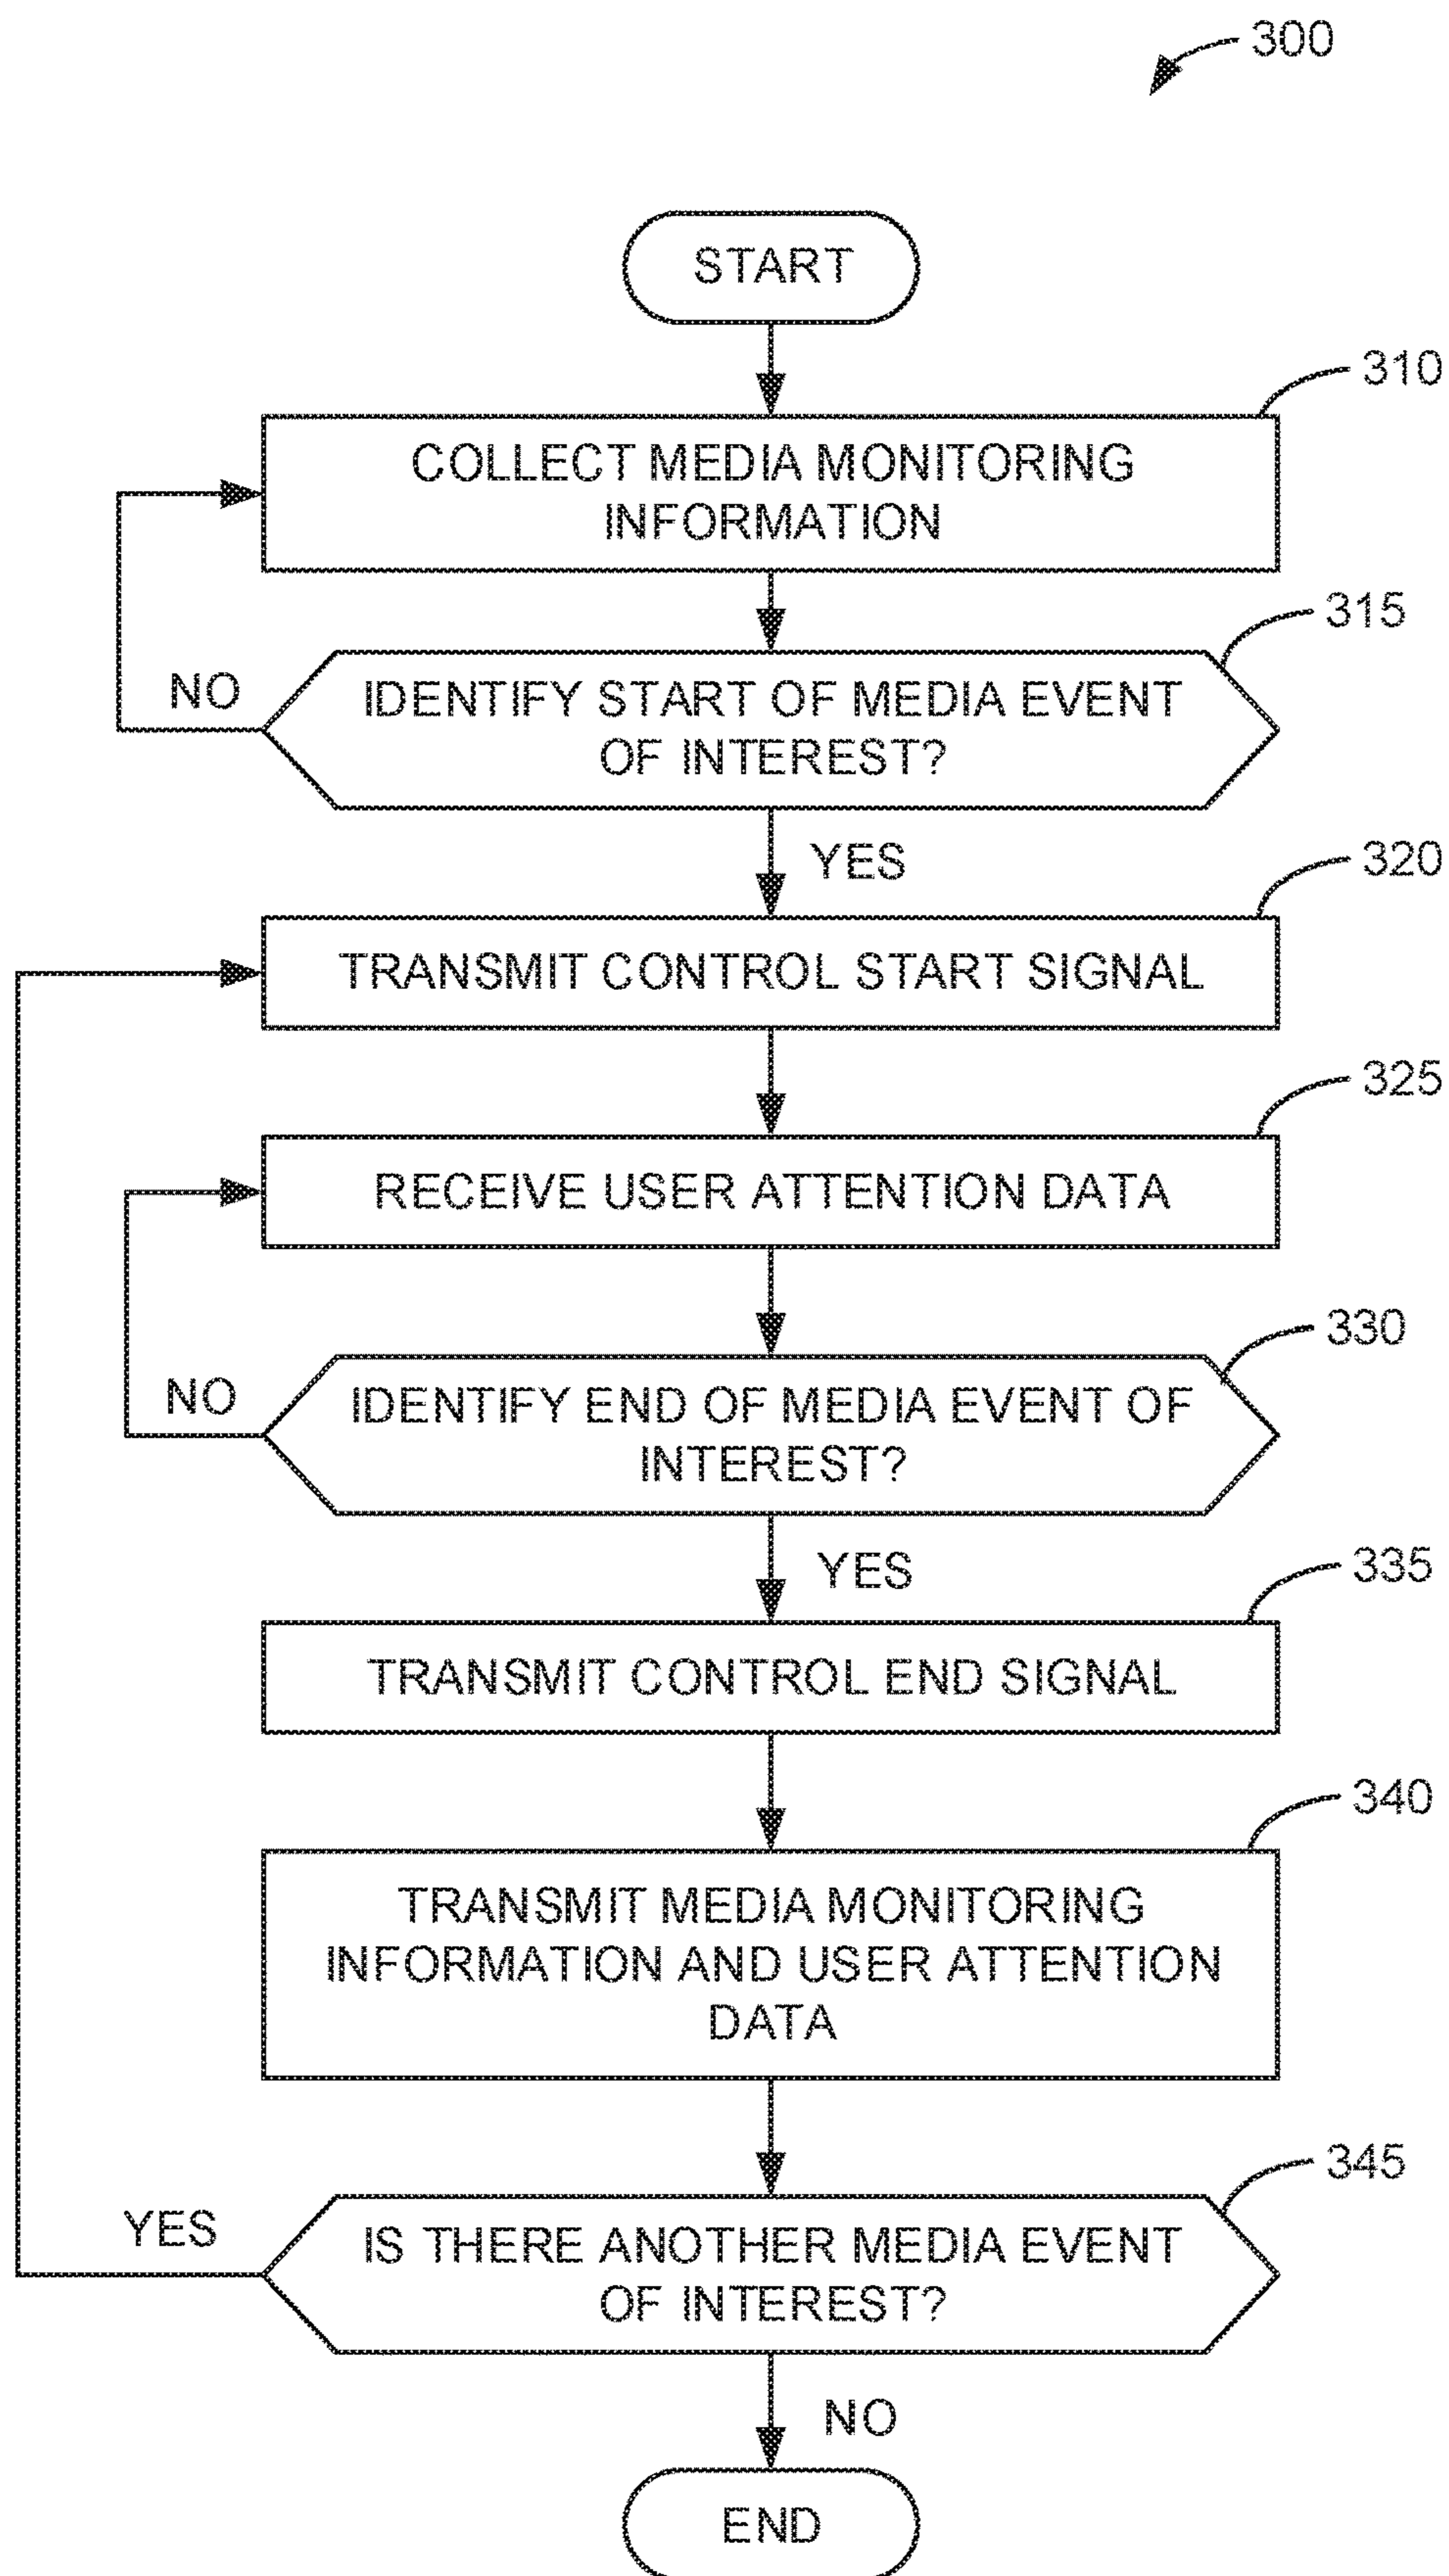 300
START
310
COLLECT MEDIA MONITORING
INFORMATION
315
IDENTIFY START OF MEDIA EVENT
OF INTEREST?
NO
YES
320
TRANSMIT CONTROL START SIGNAL
325
RECEIVE USER ATTENTION DATA
330
IDENTIFY END OF MEDIA EVENT OF
INTEREST?
NO
YES
335
TRANSMIT CONTROL END SIGNAL
340
TRANSMIT MEDIA MONITORING
INFORMATION AND USER ATTENTION
DATA
345
IS THERE ANOTHER MEDIA EVENT
OF INTEREST?
YES
NO
END